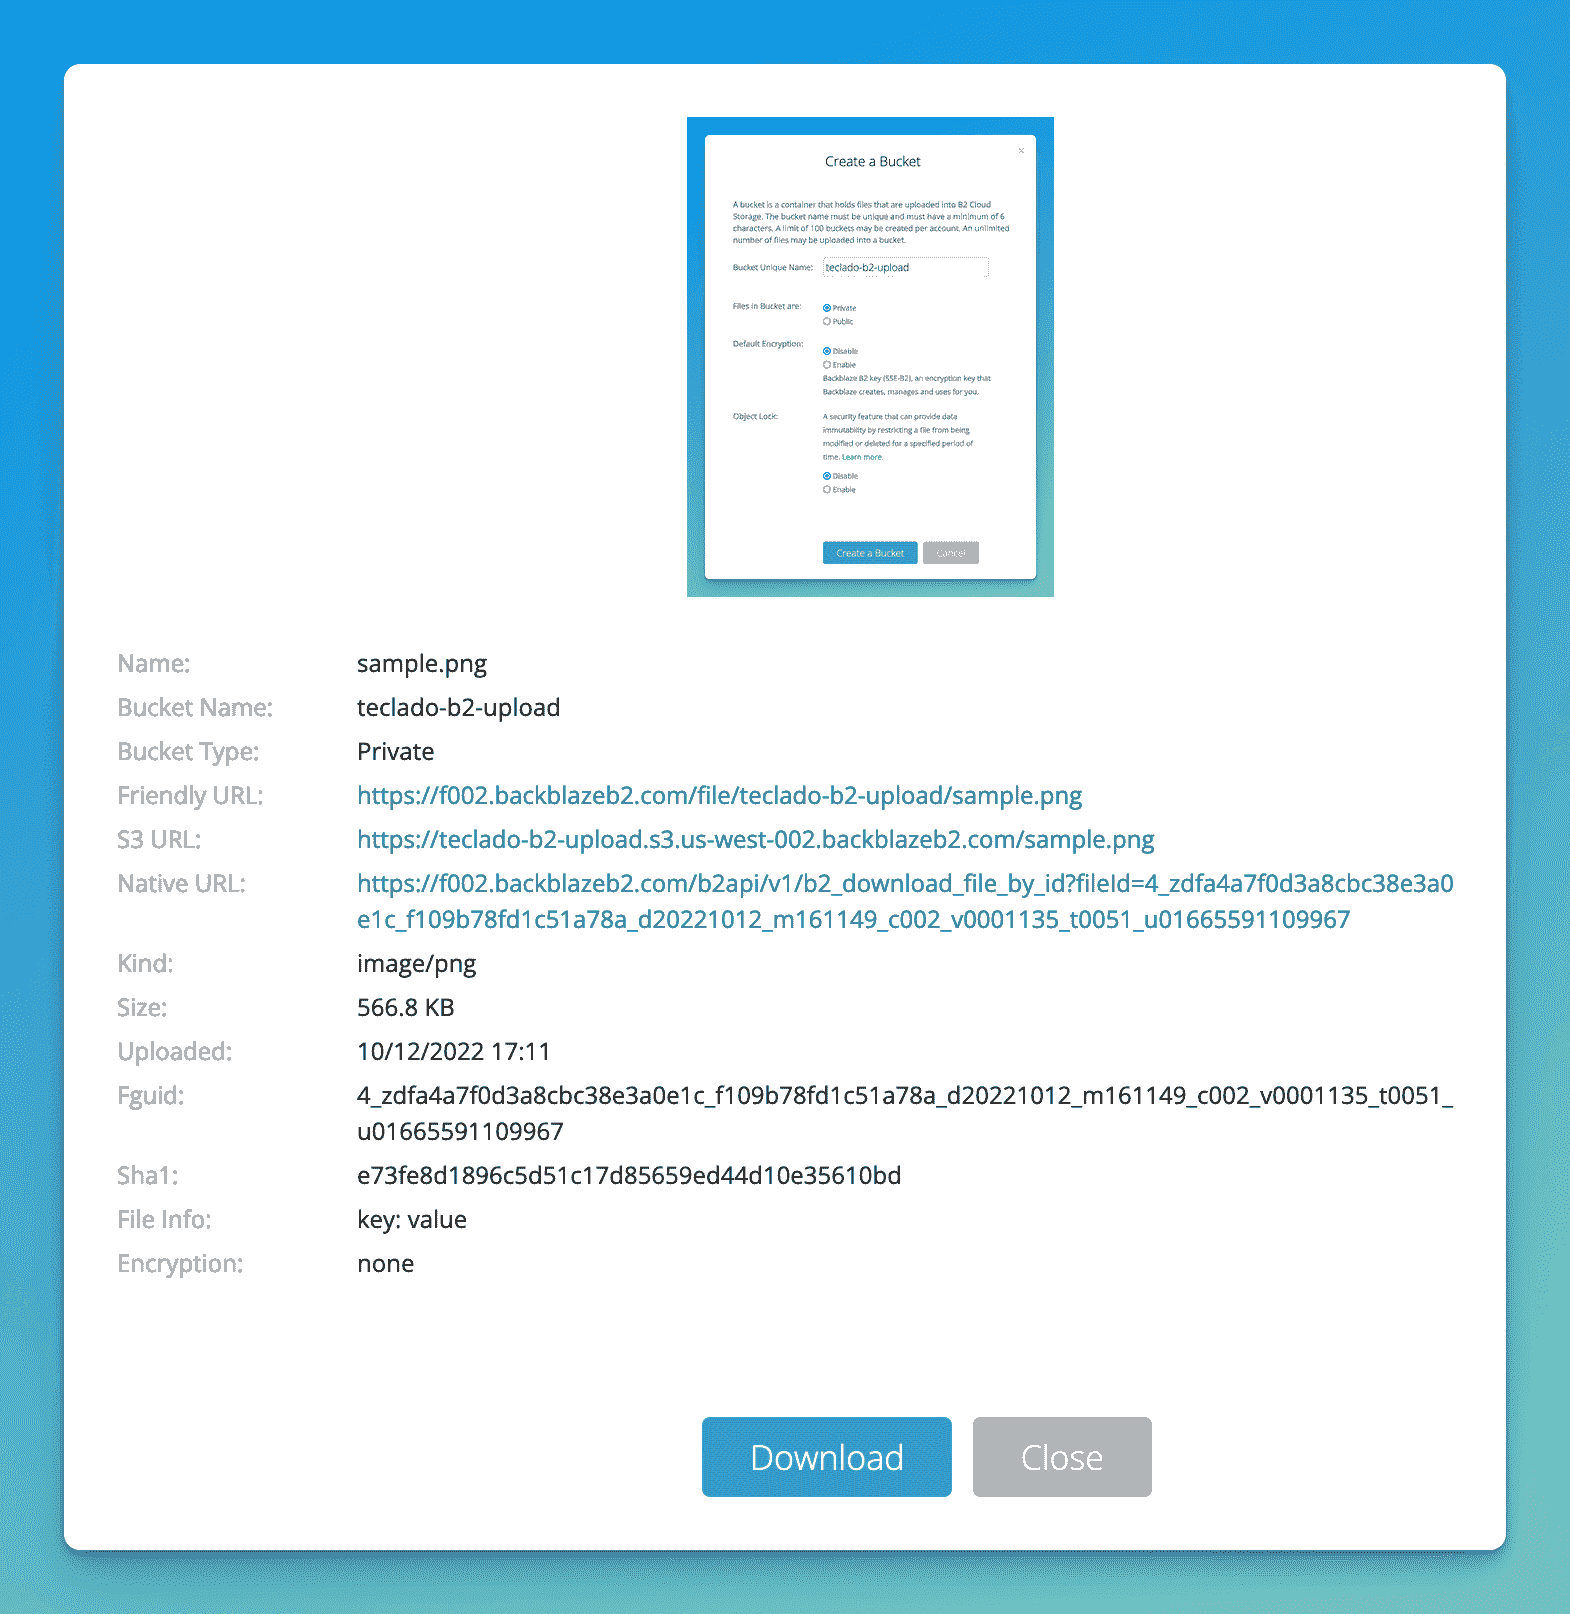 Create a Bucket
×
A bucket is a container that holds files that are uploaded into B2 Cloud
Storage. The bucket name must be unique and must have a minimum of 6
characters. A limit of 100 buckets may be created per account. An unlimited
number of files may be uploaded into a bucket.
Bucket Unique Name: teclado-b2-upload
Files in Bucket are: Private
Public
Default Encryption: Disable
Enable
Backblaze B2 key (SSE-B2), an encryption key that
Backblaze creates, manages and uses for you.
Object Lock: A security feature that can provide data
immutability by restricting a file from being
modified or deleted for a specified period of
time. Learn more.
Disable
Enable
Create a Bucket Cancel
Name: sample.png
Bucket Name: teclado-b2-upload
Bucket Type: Private
Friendly URL: https://f002.backblazeb2.com/file/teclado-b2-upload/sample.png
S3 URL: https://teclado-b2-upload.s3.us-west-002.backblazeb2.com/sample.png
Native URL: https://f002.backblazeb2.com/b2api/v1/b2_download_file_by_id?fileId=4_zdfa4a7f0d3a8cbc38e3a0
e1c_f109b78fd1c51a78a_d20221012_m161149_c002_v0001135_t0051_u01665591109967
Kind: image/png
Size: 566.8 KB
Uploaded: 10/12/2022 17:11
Fguid: 4_zdfa4a7f0d3a8cbc38e3a0e1c_f109b78fd1c51a78a_d20221012_m161149_c002_v0001135_t0051_
u01665591109967
Sha1: e73fe8d1896c5d51c17d85659ed44d10e35610bd
File Info: key: value
Encryption: none
Download Close